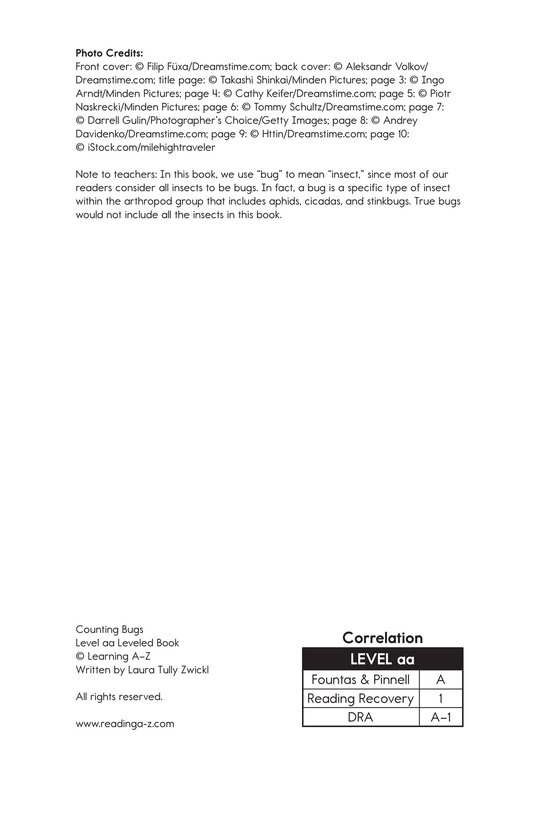 Photo Credits:
Front cover: © Filip Füxa/Dreamstime.com; back cover: © Aleksandr Volkov/
Dreamstime.com; title page: © Takashi Shinkai/Minden Pictures; page 3: © Ingo
Arndt/Minden Pictures; page 4: © Cathy Keifer/Dreamstime.com; page 5: © Piotr
Naskrecki/Minden Pictures; page 6: © Tommy Schultz/Dreamstime.com; page 7:
© Darrell Gulin/Photographer's Choice/Getty Images; page 8: © Andrey
Davidenko/Dreamstime.com; page 9: © Httin/Dreamstime.com; page 10:
© iStock.com/milehightraveler
Note to teachers: In this book, we use “bug” to mean “insect,” since most of our
readers consider all insects to be bugs. In fact, a bug is a specific type of insect
within the arthropod group that includes aphids, cicadas, and stinkbugs. True bugs
would not include all the insects in this book.
Counting Bugs
Level aa Leveled Book
© Learning A–Z
Written by Laura Tully Zwickl
All rights reserved.
www.readinga-z.com
Correlation
LEVEL aa
Fountas & Pinnell A
Reading Recovery 1
DRA A–1